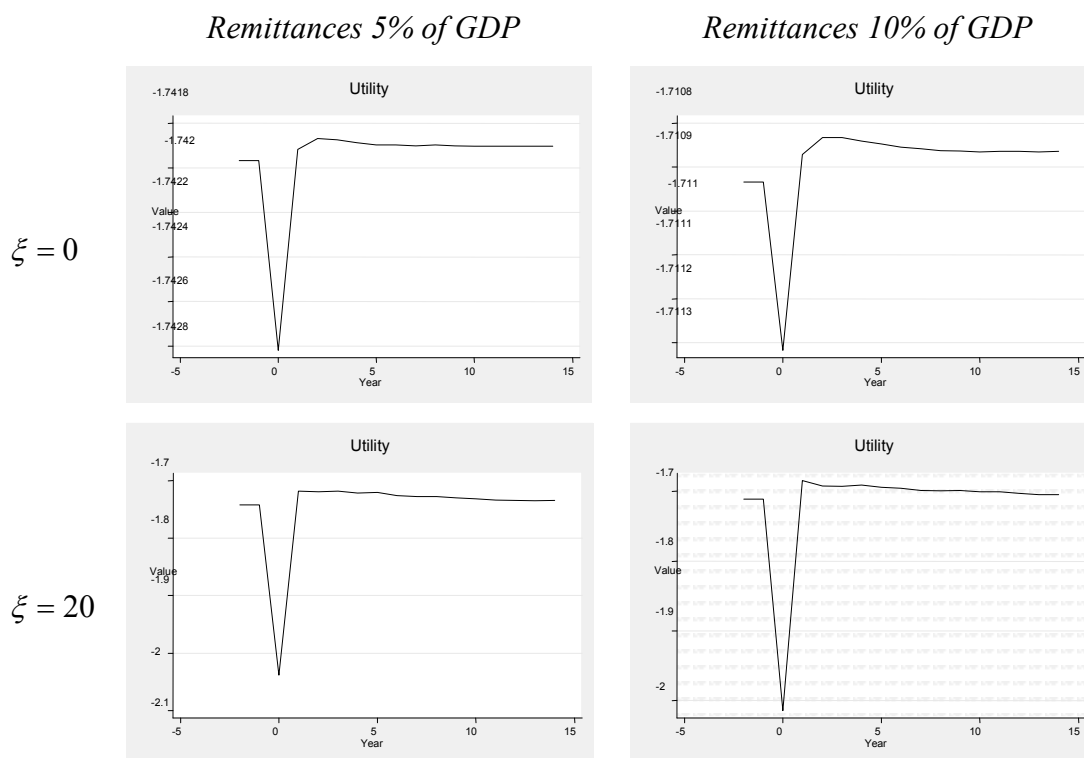 Remittances 5% of GDP
Remittances 10% of GDP
ξ = 0
Utility
-1.7418
-1.742
-1.7422
Value
-1.7424
-1.7426
-1.7428
-5 0 5 10 15
Year
Utility
-1.7108
-1.7109
-1.711
Value
-1.7111
-1.7112
-1.7113
-5 0 5 10 15
Year
ξ = 20
Utility
-1.7
-1.8
Value
-1.9
-2
-2.1
-5 0 5 10 15
Year
Utility
-1.7
-1.8
Value
-1.9
-2
-5 0 5 10 15
Year